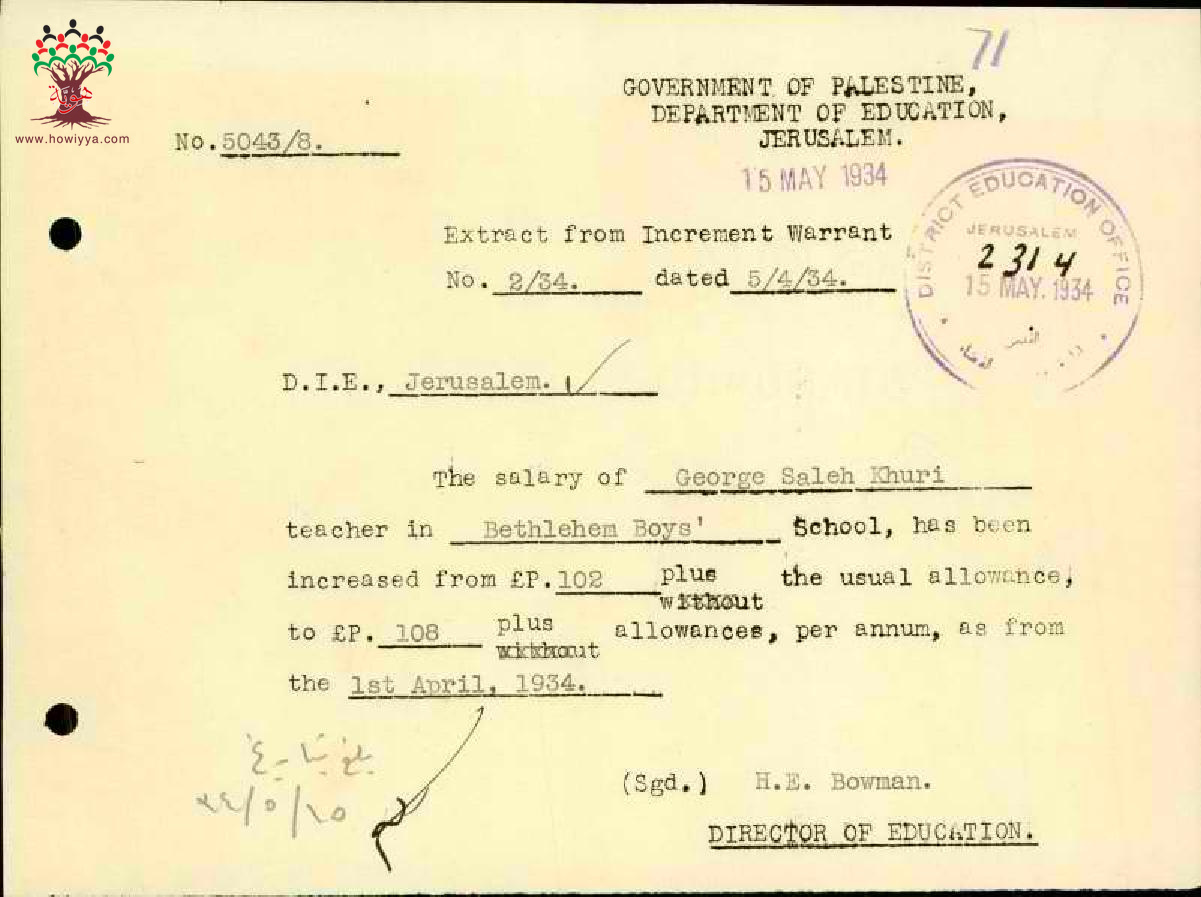 71
www.howiyya.com
GOVERNMENT OF PALESTINE,
DEPARTMENT OF EDUCATION,
JERUSALEM.
No. 5043/8.
15 MAY 1934
DISTRICT EDUCATION OFFICE
JERUSALEM
2314
15 MAY. 1934
القدس
Extract from Increment Warrant
No. 2/34. dated 5/4/34.
D.I.E., Jerusalem.
The salary of George Saleh Khuri
teacher in Bethlehem Boys' School, has been
increased from £P.102 plus the usual allowance,
without
to £P. 108 plus allowances, per annum, as from
without
the 1st April, 1934.
(Sgd.) H.E. Bowman.
DIRECTOR OF EDUCATION.